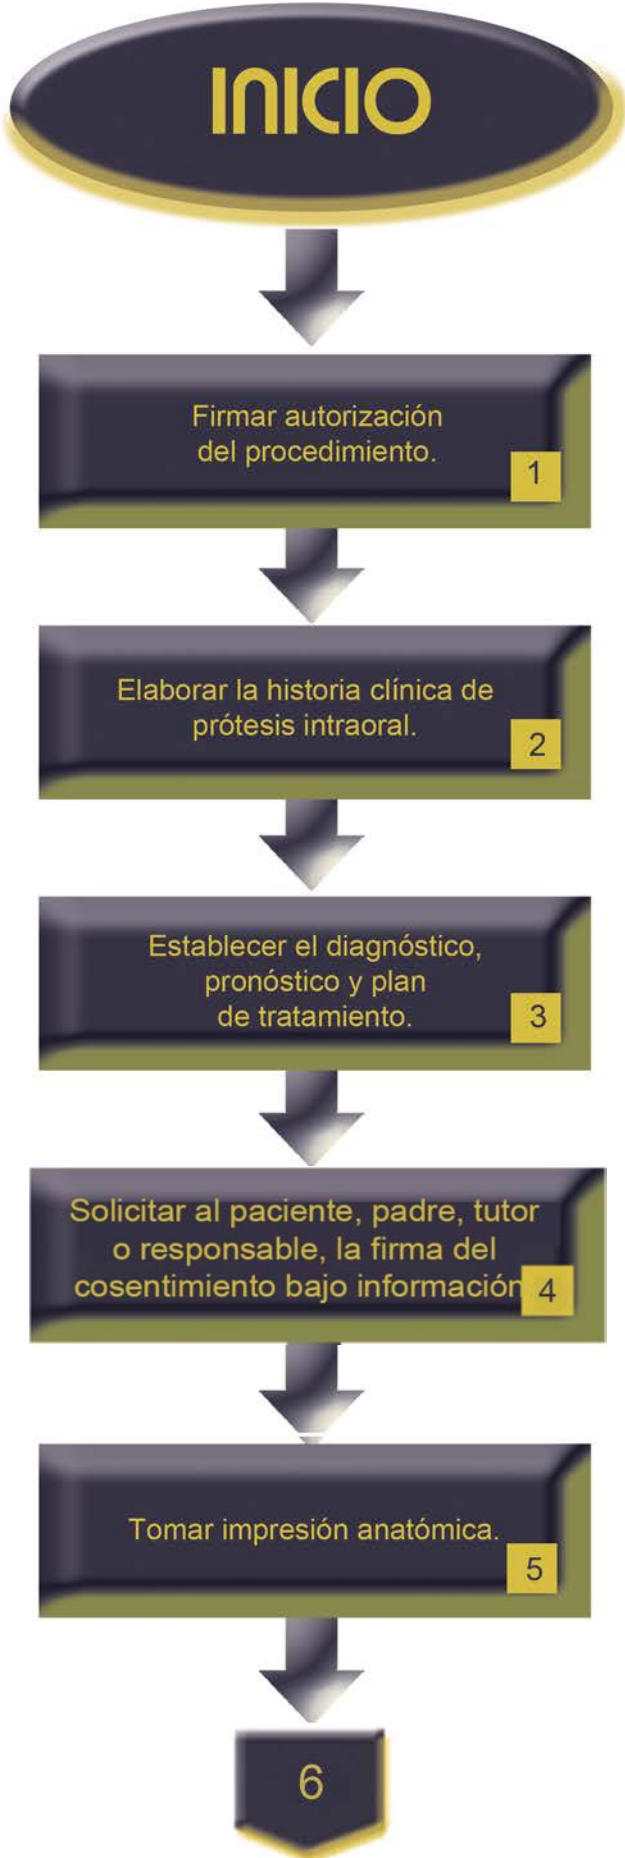 INICIO
Firmar autorización
del procedimiento.
1
Elaborar la historia clínica de
prótesis intraoral.
2
Establecer el diagnóstico,
pronóstico y plan
de tratamiento.
3
Solicitar al paciente, padre, tutor
o responsable, la firma del
cosentimiento bajo información
4
Tomar impresión anatómica.
5
6